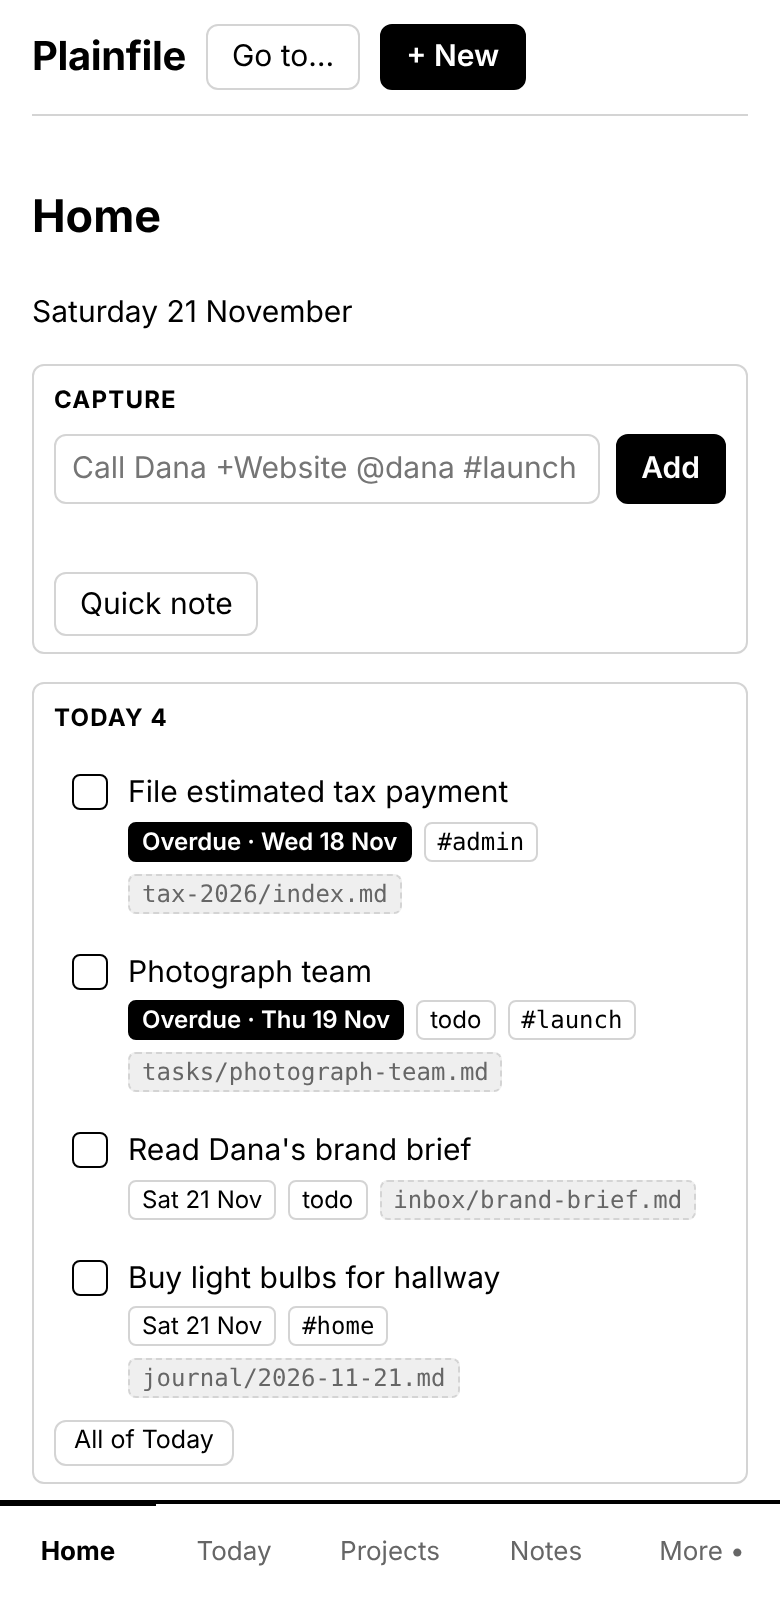 Plainfile Go to... + New
Home
Saturday 21 November
CAPTURE
Call Dana +Website @dana #launch Add
Quick note
TODAY 4
File estimated tax payment
Overdue · Wed 18 Nov #admin
tax-2026/index.md
Photograph team
Overdue · Thu 19 Nov todo #launch
tasks/photograph-team.md
Read Dana's brand brief
Sat 21 Nov todo inbox/brand-brief.md
Buy light bulbs for hallway
Sat 21 Nov #home
journal/2026-11-21.md
All of Today
Home Today Projects Notes More •